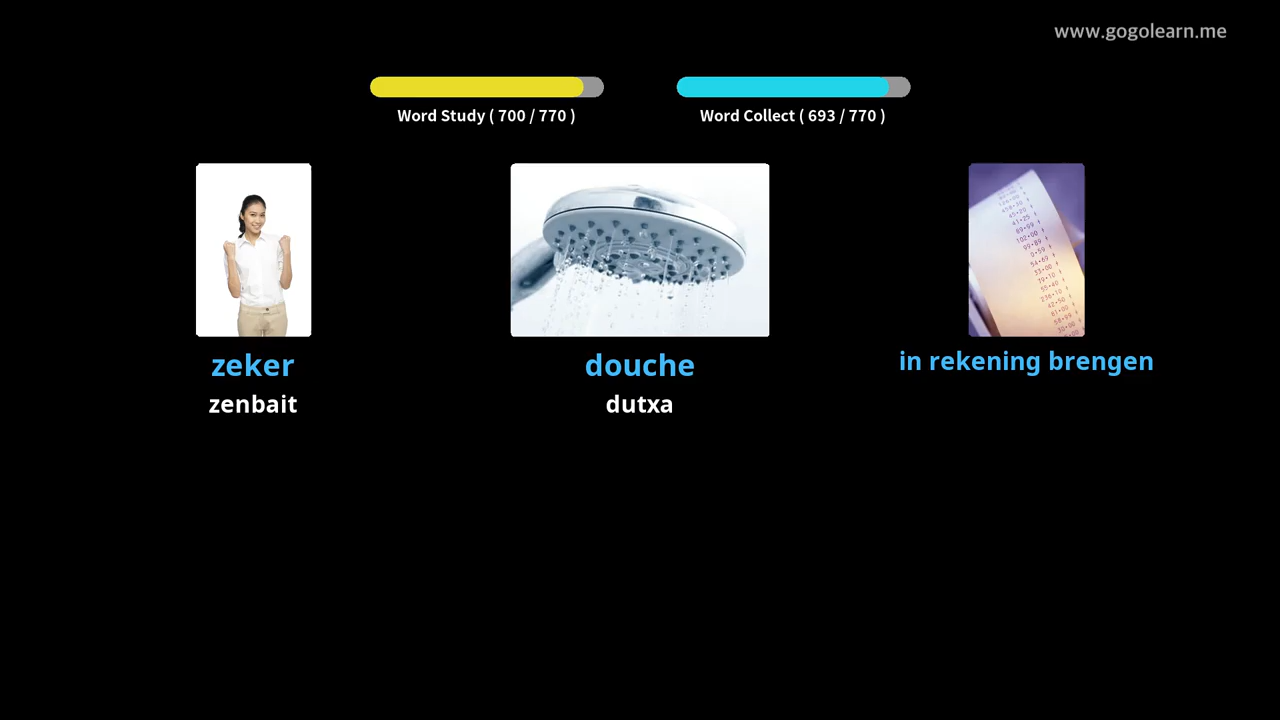 www.gogolearn.me
Word Study ( 700 / 770 )
Word Collect ( 693 / 770 )
zeker
zenbait
douche
dutxa
in rekening brengen